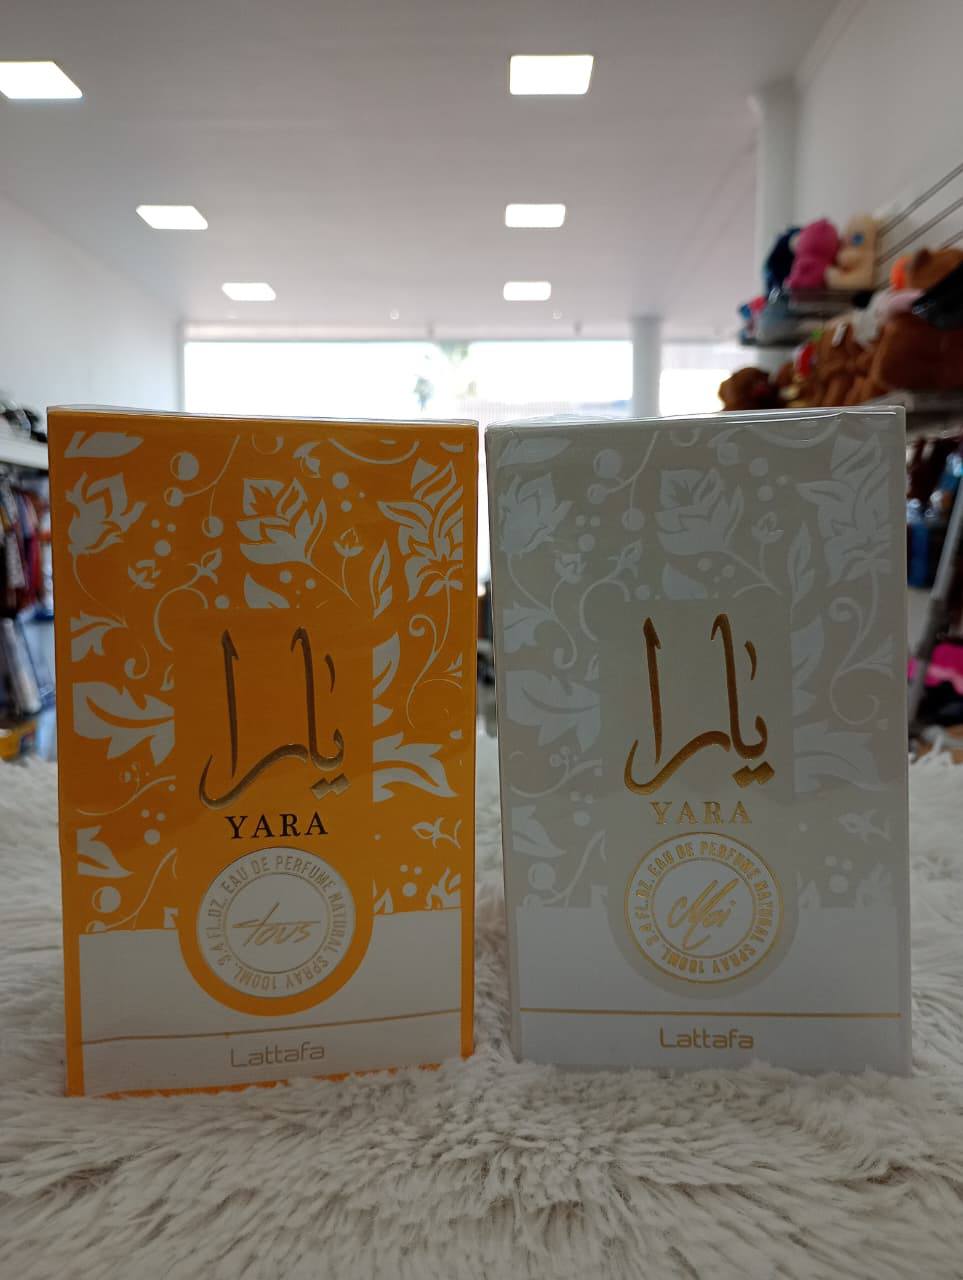 يارا
YARA
3.4 FL.OZ. EAU DE PERFUME NATURAL SPRAY 100ML.
tous
Lattafa
يارا
YARA
3.4 FL.OZ. EAU DE PERFUME NATURAL SPRAY 100ML.
Moi
Lattafa